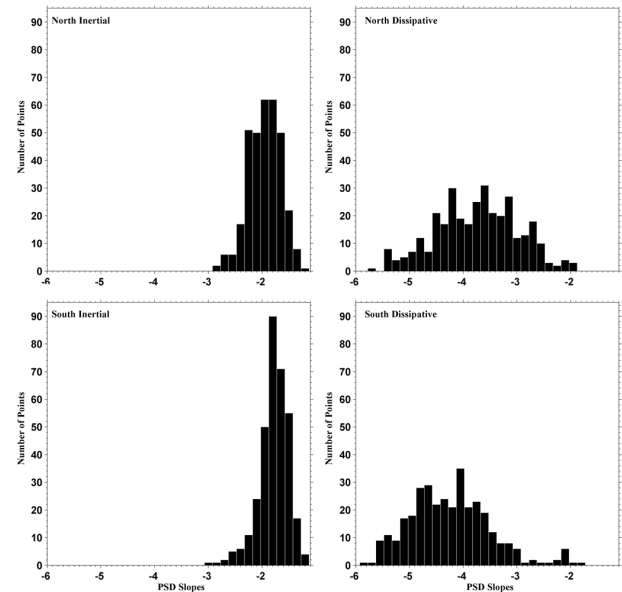 North Inertial
Number of Points
90
80
70
60
50
40
30
20
10
0
-6 -5 -4 -3 -2
North Dissipative
Number of Points
90
80
70
60
50
40
30
20
10
0
-6 -5 -4 -3 -2
South Inertial
Number of Points
90
80
70
60
50
40
30
20
10
0
-6 -5 -4 -3 -2
PSD Slopes
South Dissipative
Number of Points
90
80
70
60
50
40
30
20
10
0
-6 -5 -4 -3 -2
PSD Slopes